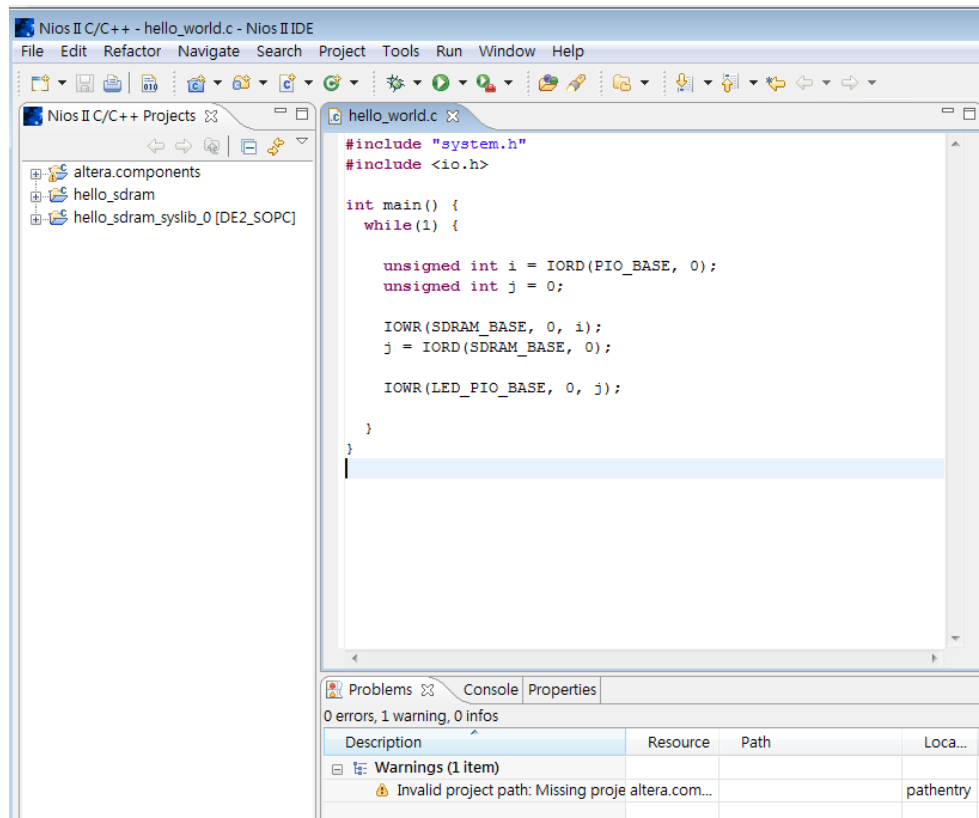 Nios II C/C++ - hello_world.c - Nios II IDE
File Edit Refactor Navigate Search Project Tools Run Window Help
Nios II C/C++ Projects
altera.components
hello_sdram
hello_sdram_syslib_0 [DE2_SOPC]
hello_world.c
#include "system.h"
#include <io.h>
int main() {
while(1) {
unsigned int i = IORD(PIO_BASE, 0);
unsigned int j = 0;
IOWR(SDRAM_BASE, 0, i);
j = IORD(SDRAM_BASE, 0);
IOWR(LED_PIO_BASE, 0, j);
}
}
Problems Console Properties
0 errors, 1 warning, 0 infos
Description Resource Path Loca...
Warnings (1 item)
Invalid project path: Missing proje altera.com... pathentry